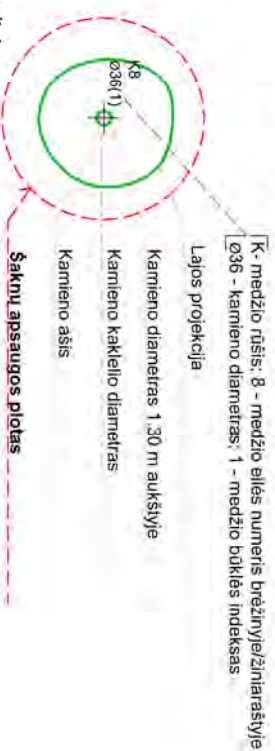 K8
ø36(1)
K- medžio rūšis; 8 - medžio eilės numeris brėžinyje/žiniaraštyje
ø36 - kamieno diametras; 1 - medžio būklės indeksas
Lajos projekcija
Kamieno diametras 1,30 m aukštyje
Kamieno kaklelio diametras
Kamieno ašis
Šaknų apsaugos plotas